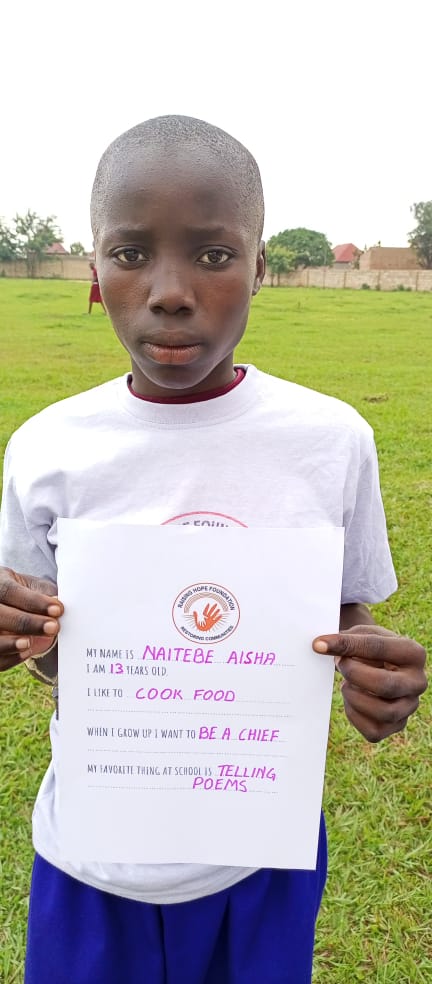 RAISING HOPE FOUNDATION
RESTORING COMMUNITIES
MY NAME IS NAITEBE AISHA
I AM 13 YEARS OLD.
I LIKE TO COOK FOOD
WHEN I GROW UP I WANT TO BE A CHIEF
MY FAVORITE THING AT SCHOOL IS TELLING
POEMS